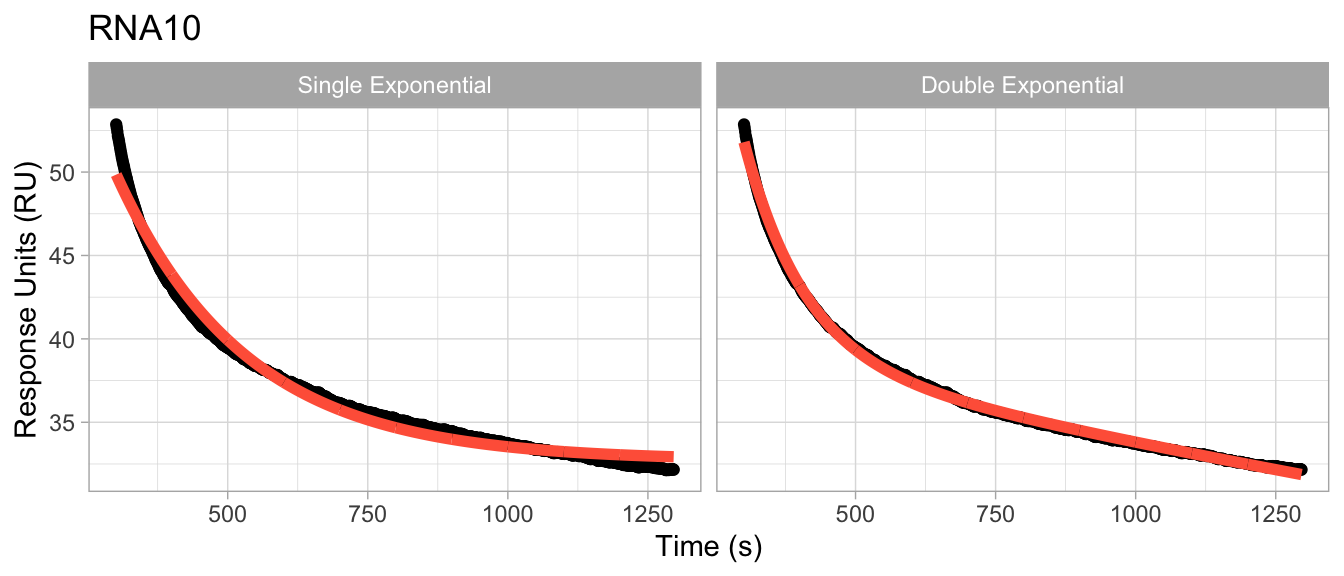 RNA10
Single Exponential
Double Exponential
Response Units (RU)
50
45
40
35
500
750
1000
1250
500
750
1000
1250
Time (s)